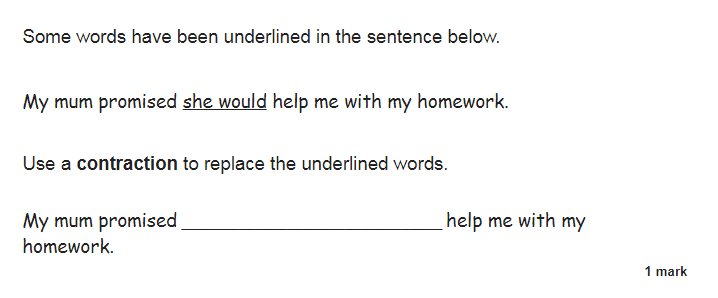 Some words have been underlined in the sentence below.
My mum promised she would help me with my homework.
Use a contraction to replace the underlined words.
My mum promised __________________________ help me with my
homework.
1 mark